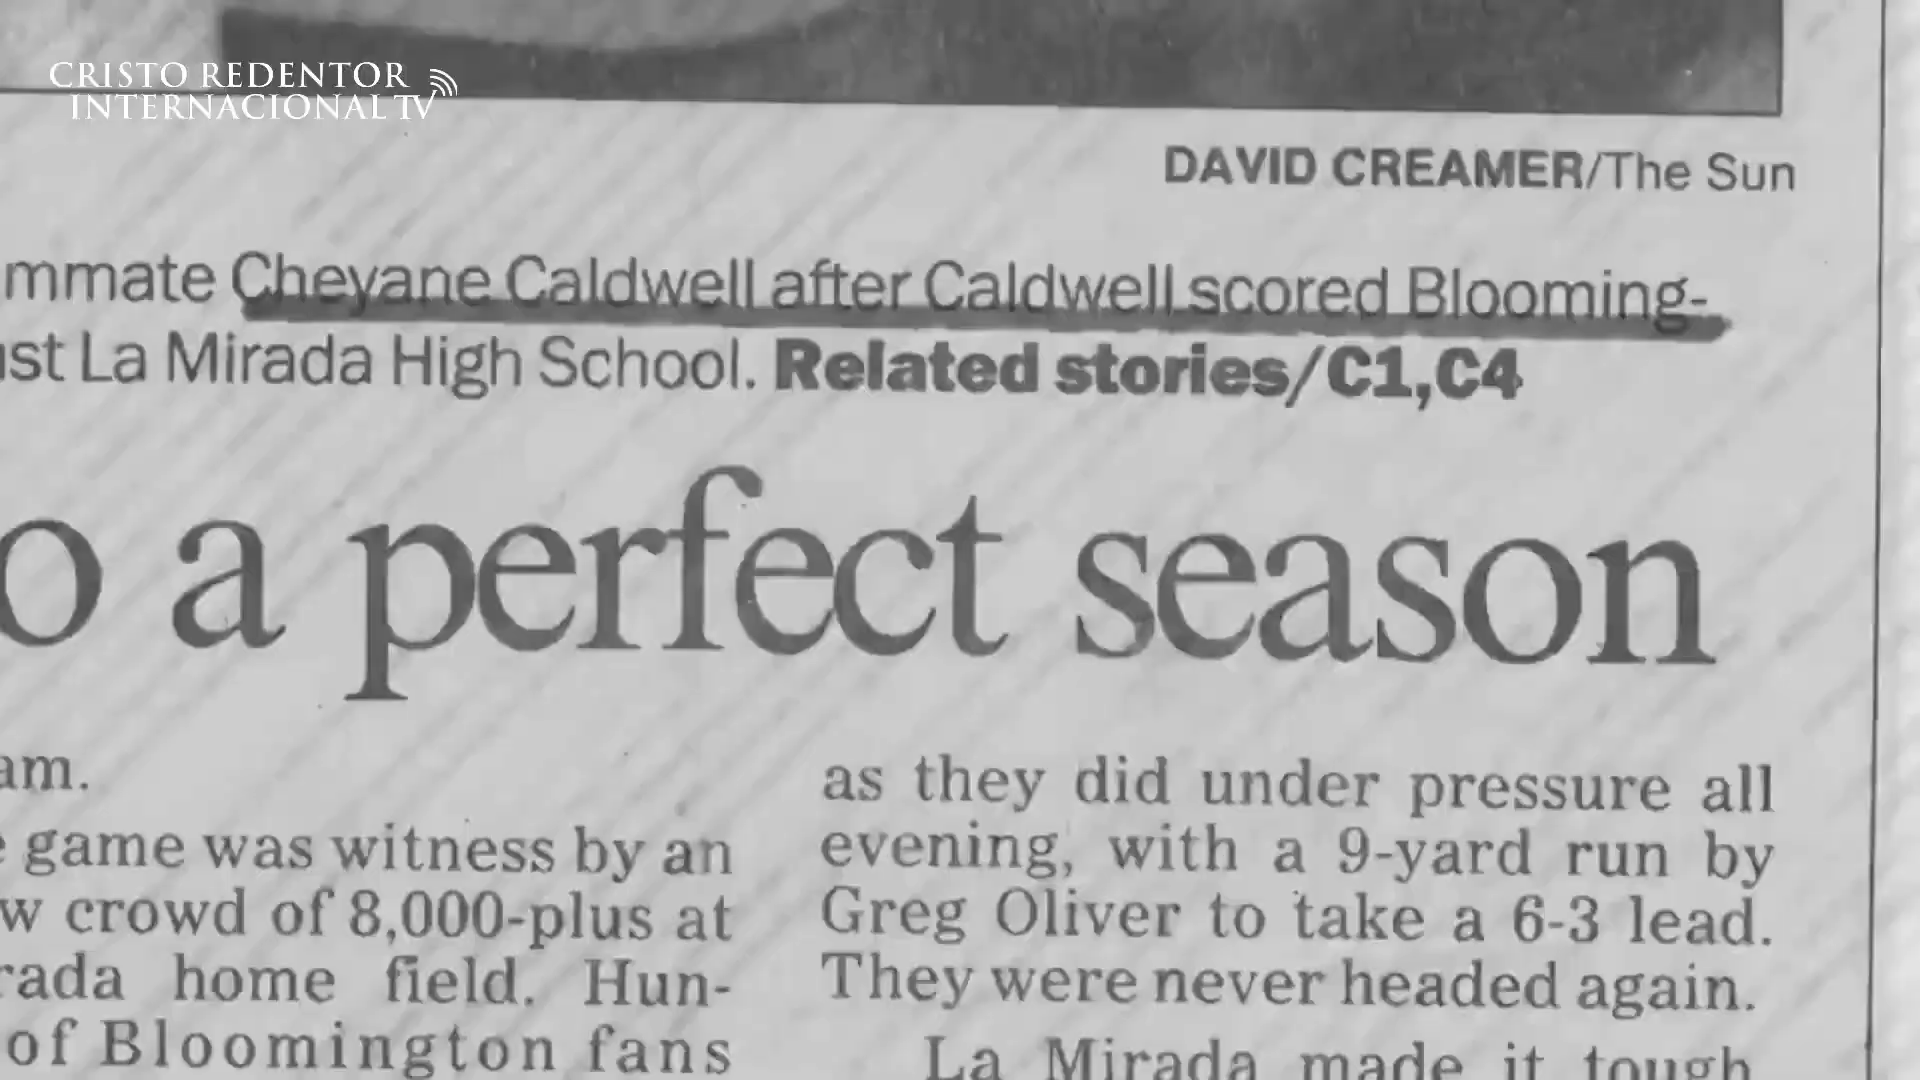 CRISTO REDENTOR
INTERNACIONAL TV
DAVID CREAMER/The Sun
mmate Cheyane Caldwell after Caldwell scored Blooming-
ust La Mirada High School. Related stories/C1,C4
o a perfect season
am.
game was witness by an
w crowd of 8,000-plus at
rada home field. Hun-
of Bloomington fans
as they did under pressure all
evening, with a 9-yard run by
Greg Oliver to take a 6-3 lead.
They were never headed again.
La Mirada made it tough